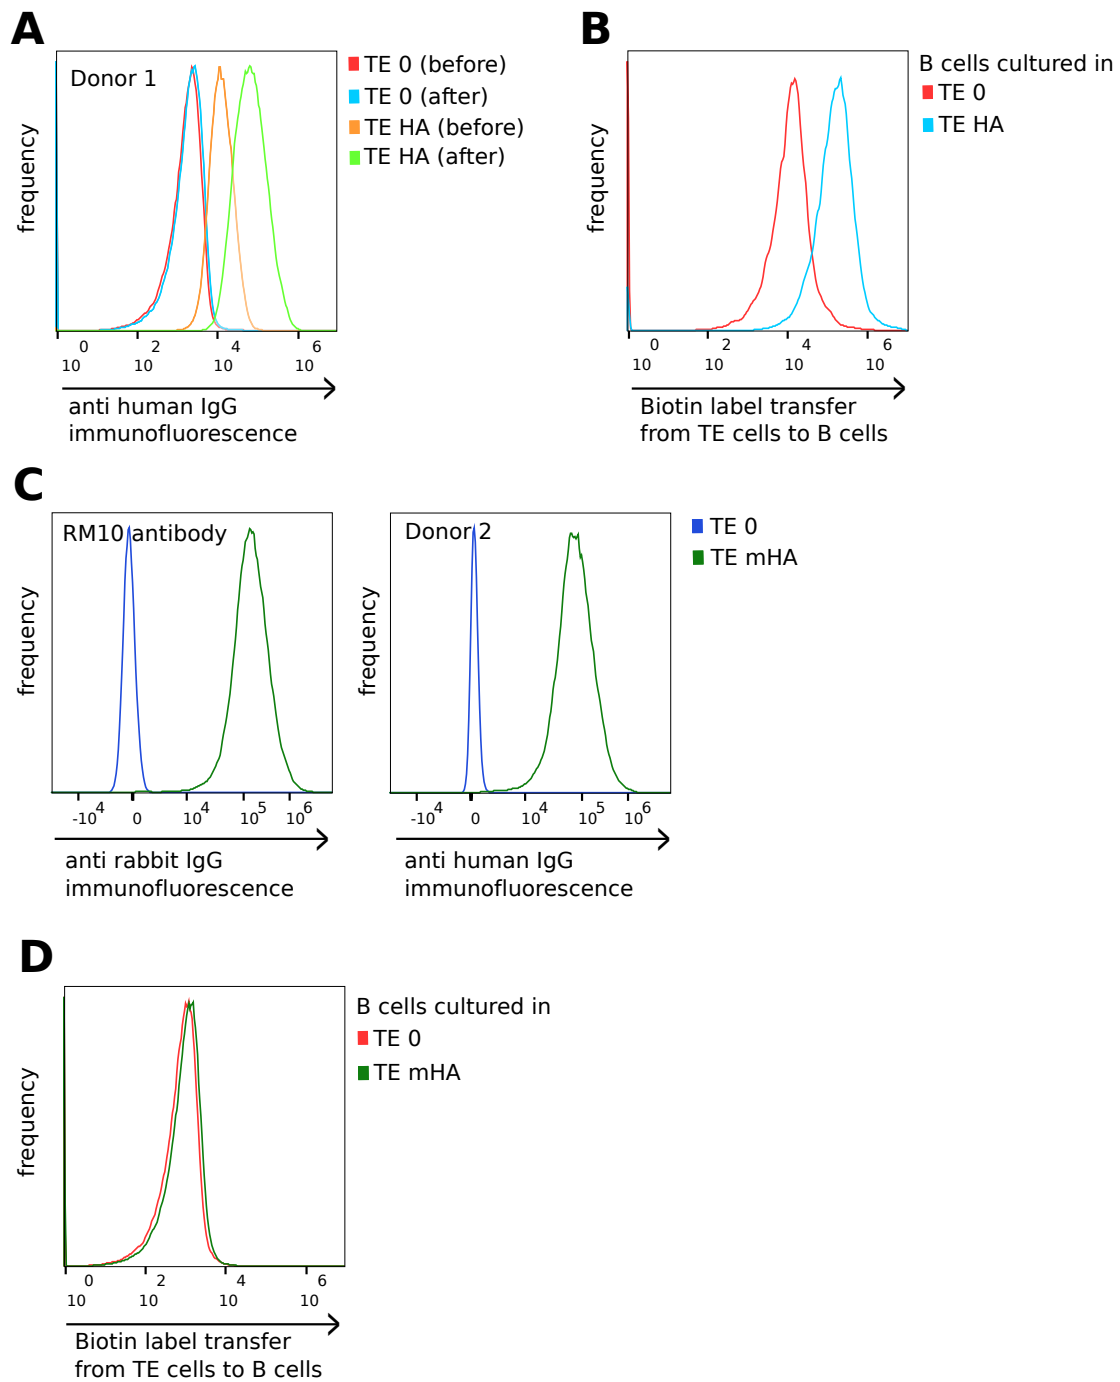 A
Donor 1
TE 0 (before)
TE 0 (after)
TE HA (before)
TE HA (after)
frequency
0 2 4 6
10 10 10 10
anti human IgG
immunofluorescence
B
B cells cultured in
TE 0
TE HA
frequency
0 2 4 6
10 10 10 10
Biotin label transfer
from TE cells to B cells
C
RM10 antibody
frequency
-10^4 0 10^4 10^5 10^6
anti rabbit IgG
immunofluorescence
Donor 2
frequency
-10^4 0 10^4 10^5 10^6
anti human IgG
immunofluorescence
TE 0
TE mHA
D
B cells cultured in
TE 0
TE mHA
frequency
0 2 4 6
10 10 10 10
Biotin label transfer
from TE cells to B cells